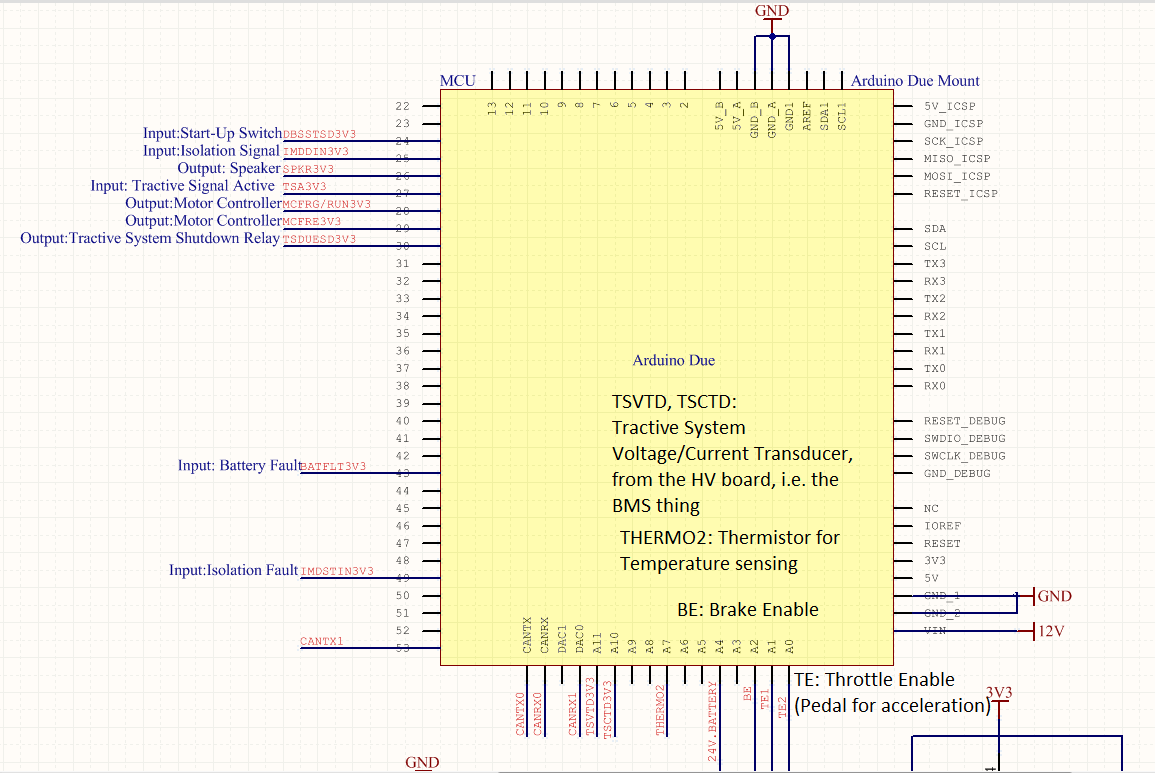 GND
MCU
Arduino Due Mount
13
12
11
10
9
8
7
6
5
4
3
2
5V_B
5V_A
GND_B
GND_A
GND1
AREF
SDA1
SCL1
22
23
Input:Start-Up Switch DBSSTSD3V3 24
Input:Isolation Signal IMDDIN3V3 25
Output: Speaker SPKR3V3 26
Input: Tractive Signal Active TSA3V3 27
Output:Motor Controller MCFRG/RUN3V3 28
Output:Motor Controller MCFRE3V3 29
Output:Tractive System Shutdown Relay TSDUESD3V3 30
31
32
33
34
35
36
37
38
39
40
41
42
Input: Battery Fault BATFLT3V3 43
44
45
46
47
48
Input:Isolation Fault IMDSTIN3V3 49
50
51
52
CANTX1 53
5V_ICSP
GND_ICSP
SCK_ICSP
MISO_ICSP
MOSI_ICSP
RESET_ICSP
SDA
SCL
TX3
RX3
TX2
RX2
TX1
RX1
TX0
RX0
RESET_DEBUG
SWDIO_DEBUG
SWCLK_DEBUG
GND_DEBUG
NC
IOREF
RESET
3V3
5V
GND_1 GND
GND_2
VIN 12V
Arduino Due
TSVTD, TSCTD:
Tractive System
Voltage/Current Transducer,
from the HV board, i.e. the
BMS thing
THERMO2: Thermistor for
Temperature sensing
BE: Brake Enable
CANTX
CANRX
DAC1
DAC0
A11
A10
A9
A8
A7
A6
A5
A4
A3
A2
A1
A0
CANTX0
CANRX0
CANRX1
TSVTD3V3
TSCTD3V3
THERMO2
24V.BATTERY
BE
TE1
TE2
TE: Throttle Enable
(Pedal for acceleration)
3V3
GND